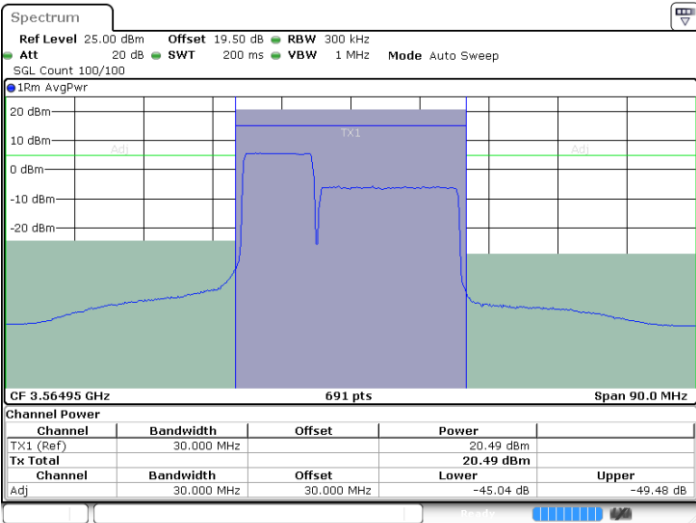 Spectrum
Ref Level 25.00 dBm Offset 19.50 dB RBW 300 kHz
Att 20 dB SWT 200 ms VBW 1 MHz Mode Auto Sweep
SGL Count 100/100
1Rm AvgPwr
20 dBm
TX1
10 dBm
Adj Adj
0 dBm
-10 dBm
-20 dBm
CF 3.56495 GHz 691 pts Span 90.0 MHz
Channel Power
Channel Bandwidth Offset Power
TX1 (Ref) 30.000 MHz 20.49 dBm
Tx Total 20.49 dBm
Channel Bandwidth Offset Lower Upper
Adj 30.000 MHz 30.000 MHz -45.04 dB -49.48 dB
Ready